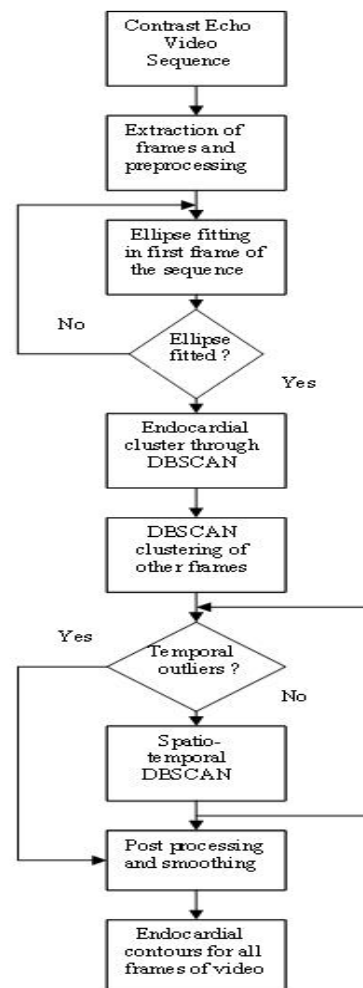 Contrast Echo
Video
Sequence
Extraction of
frames and
preprocessing
Ellipse fitting
in first frame of
the sequence
No
Ellipse
fitted ?
Yes
Endocardial
cluster through
DBSCAN
DBSCAN
clustering of
other frames
Yes
Temporal
outliers ?
No
Spatio-
temporal
DBSCAN
Post processing
and smoothing
Endocardial
contours for all
frames of video